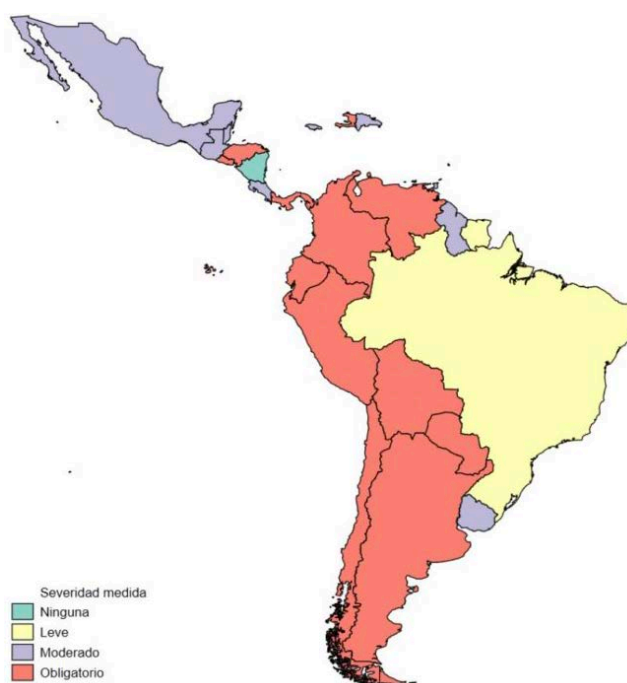 Severidad medida
Ninguna
Leve
Moderado
Obligatorio